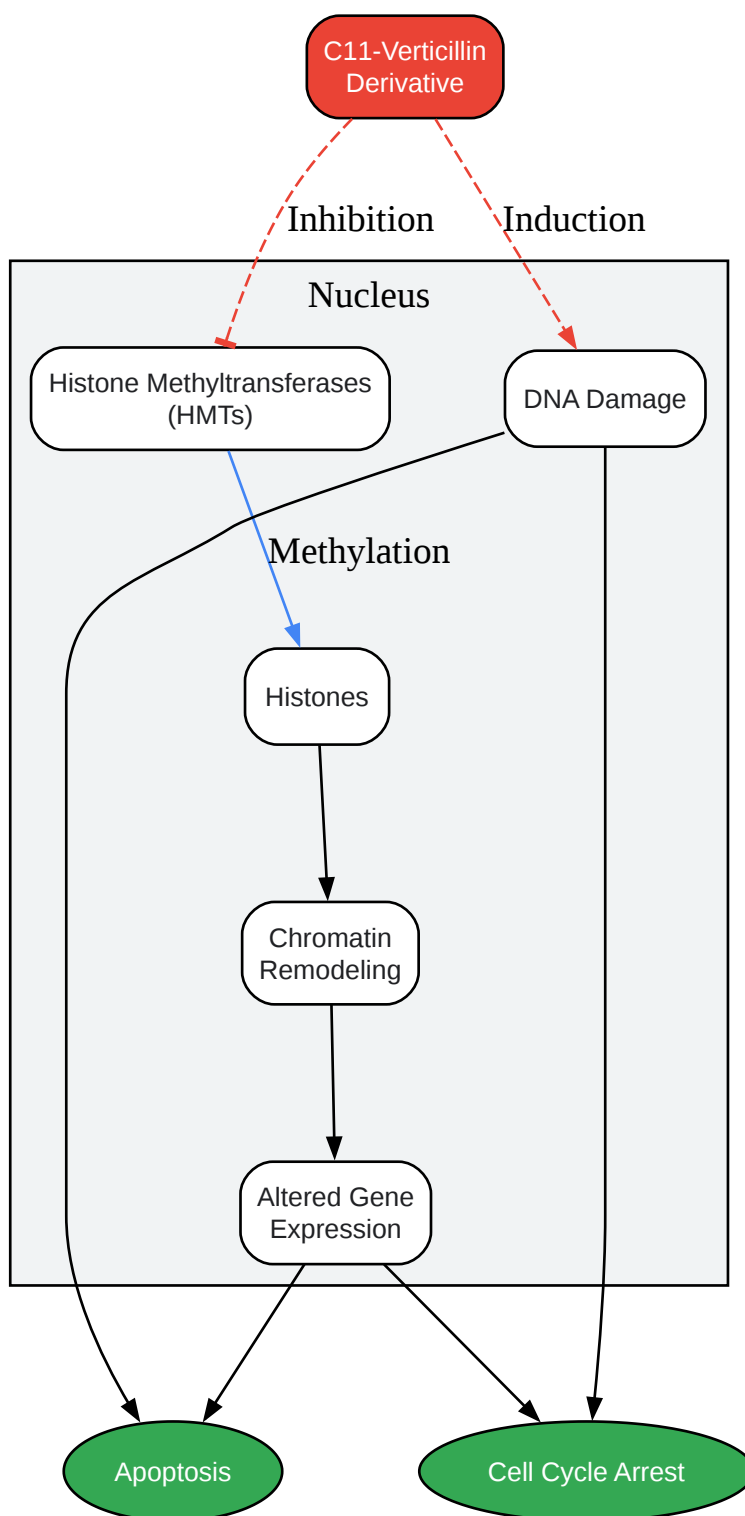 C11-Verticillin
Derivative
Inhibition
Induction
Nucleus
Histone Methyltransferases
(HMTs)
DNA Damage
Methylation
Histones
Chromatin
Remodeling
Altered Gene
Expression
Apoptosis
Cell Cycle Arrest